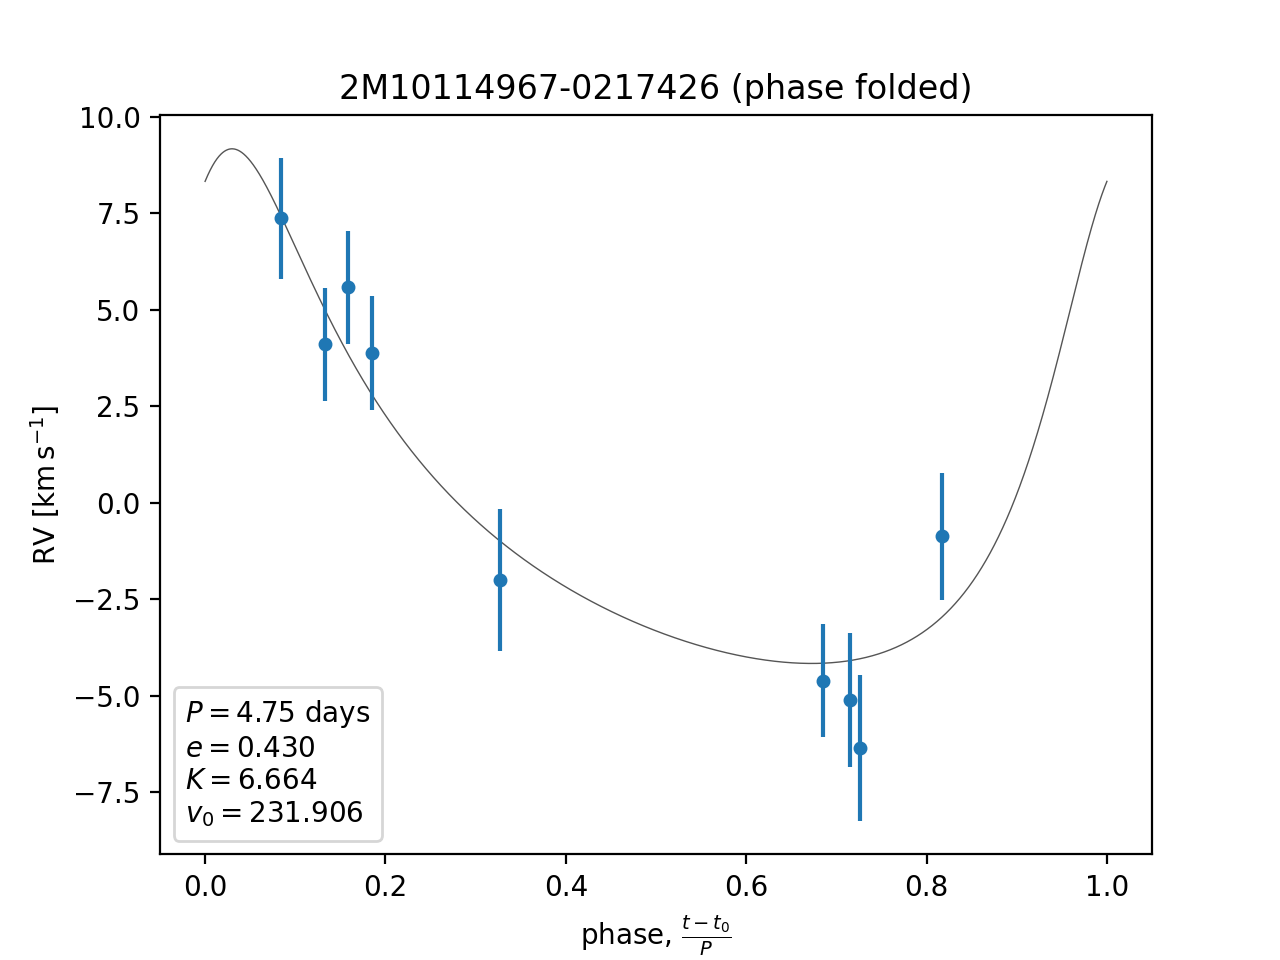 2M10114967-0217426 (phase folded)
10.0
7.5
5.0
2.5
0.0
−2.5
−5.0
−7.5
RV [km s⁻¹]
P = 4.75 days
e = 0.430
K = 6.664
v₀ = 231.906
0.0 0.2 0.4 0.6 0.8 1.0
phase, (t − t₀)/P